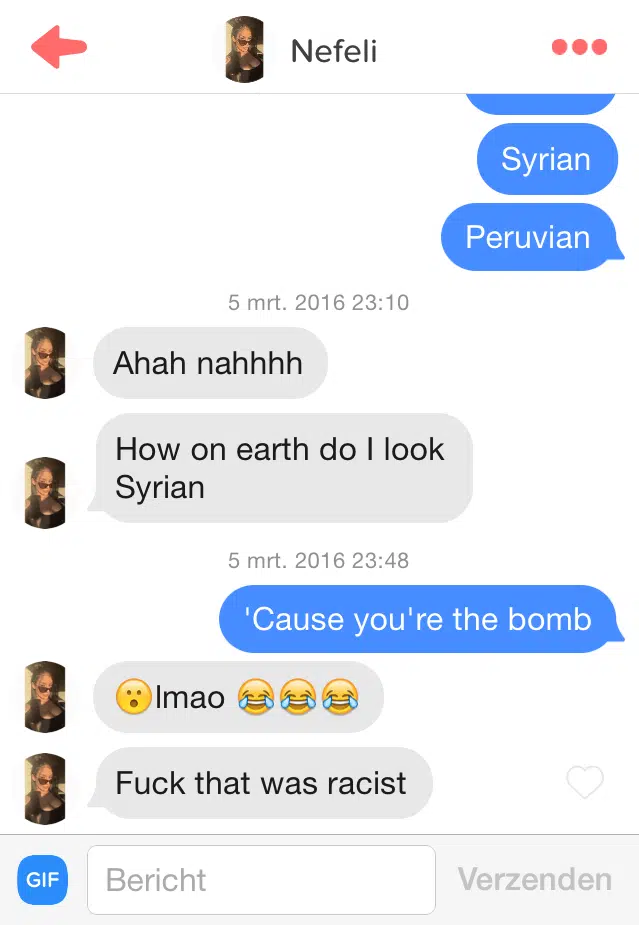 Nefeli
Syrian
Peruvian
5 mrt. 2016 23:10
Ahah nahhhh
How on earth do I look
Syrian
5 mrt. 2016 23:48
'Cause you're the bomb
😮lmao 😂😂😂
Fuck that was racist
GIF
Bericht
Verzenden